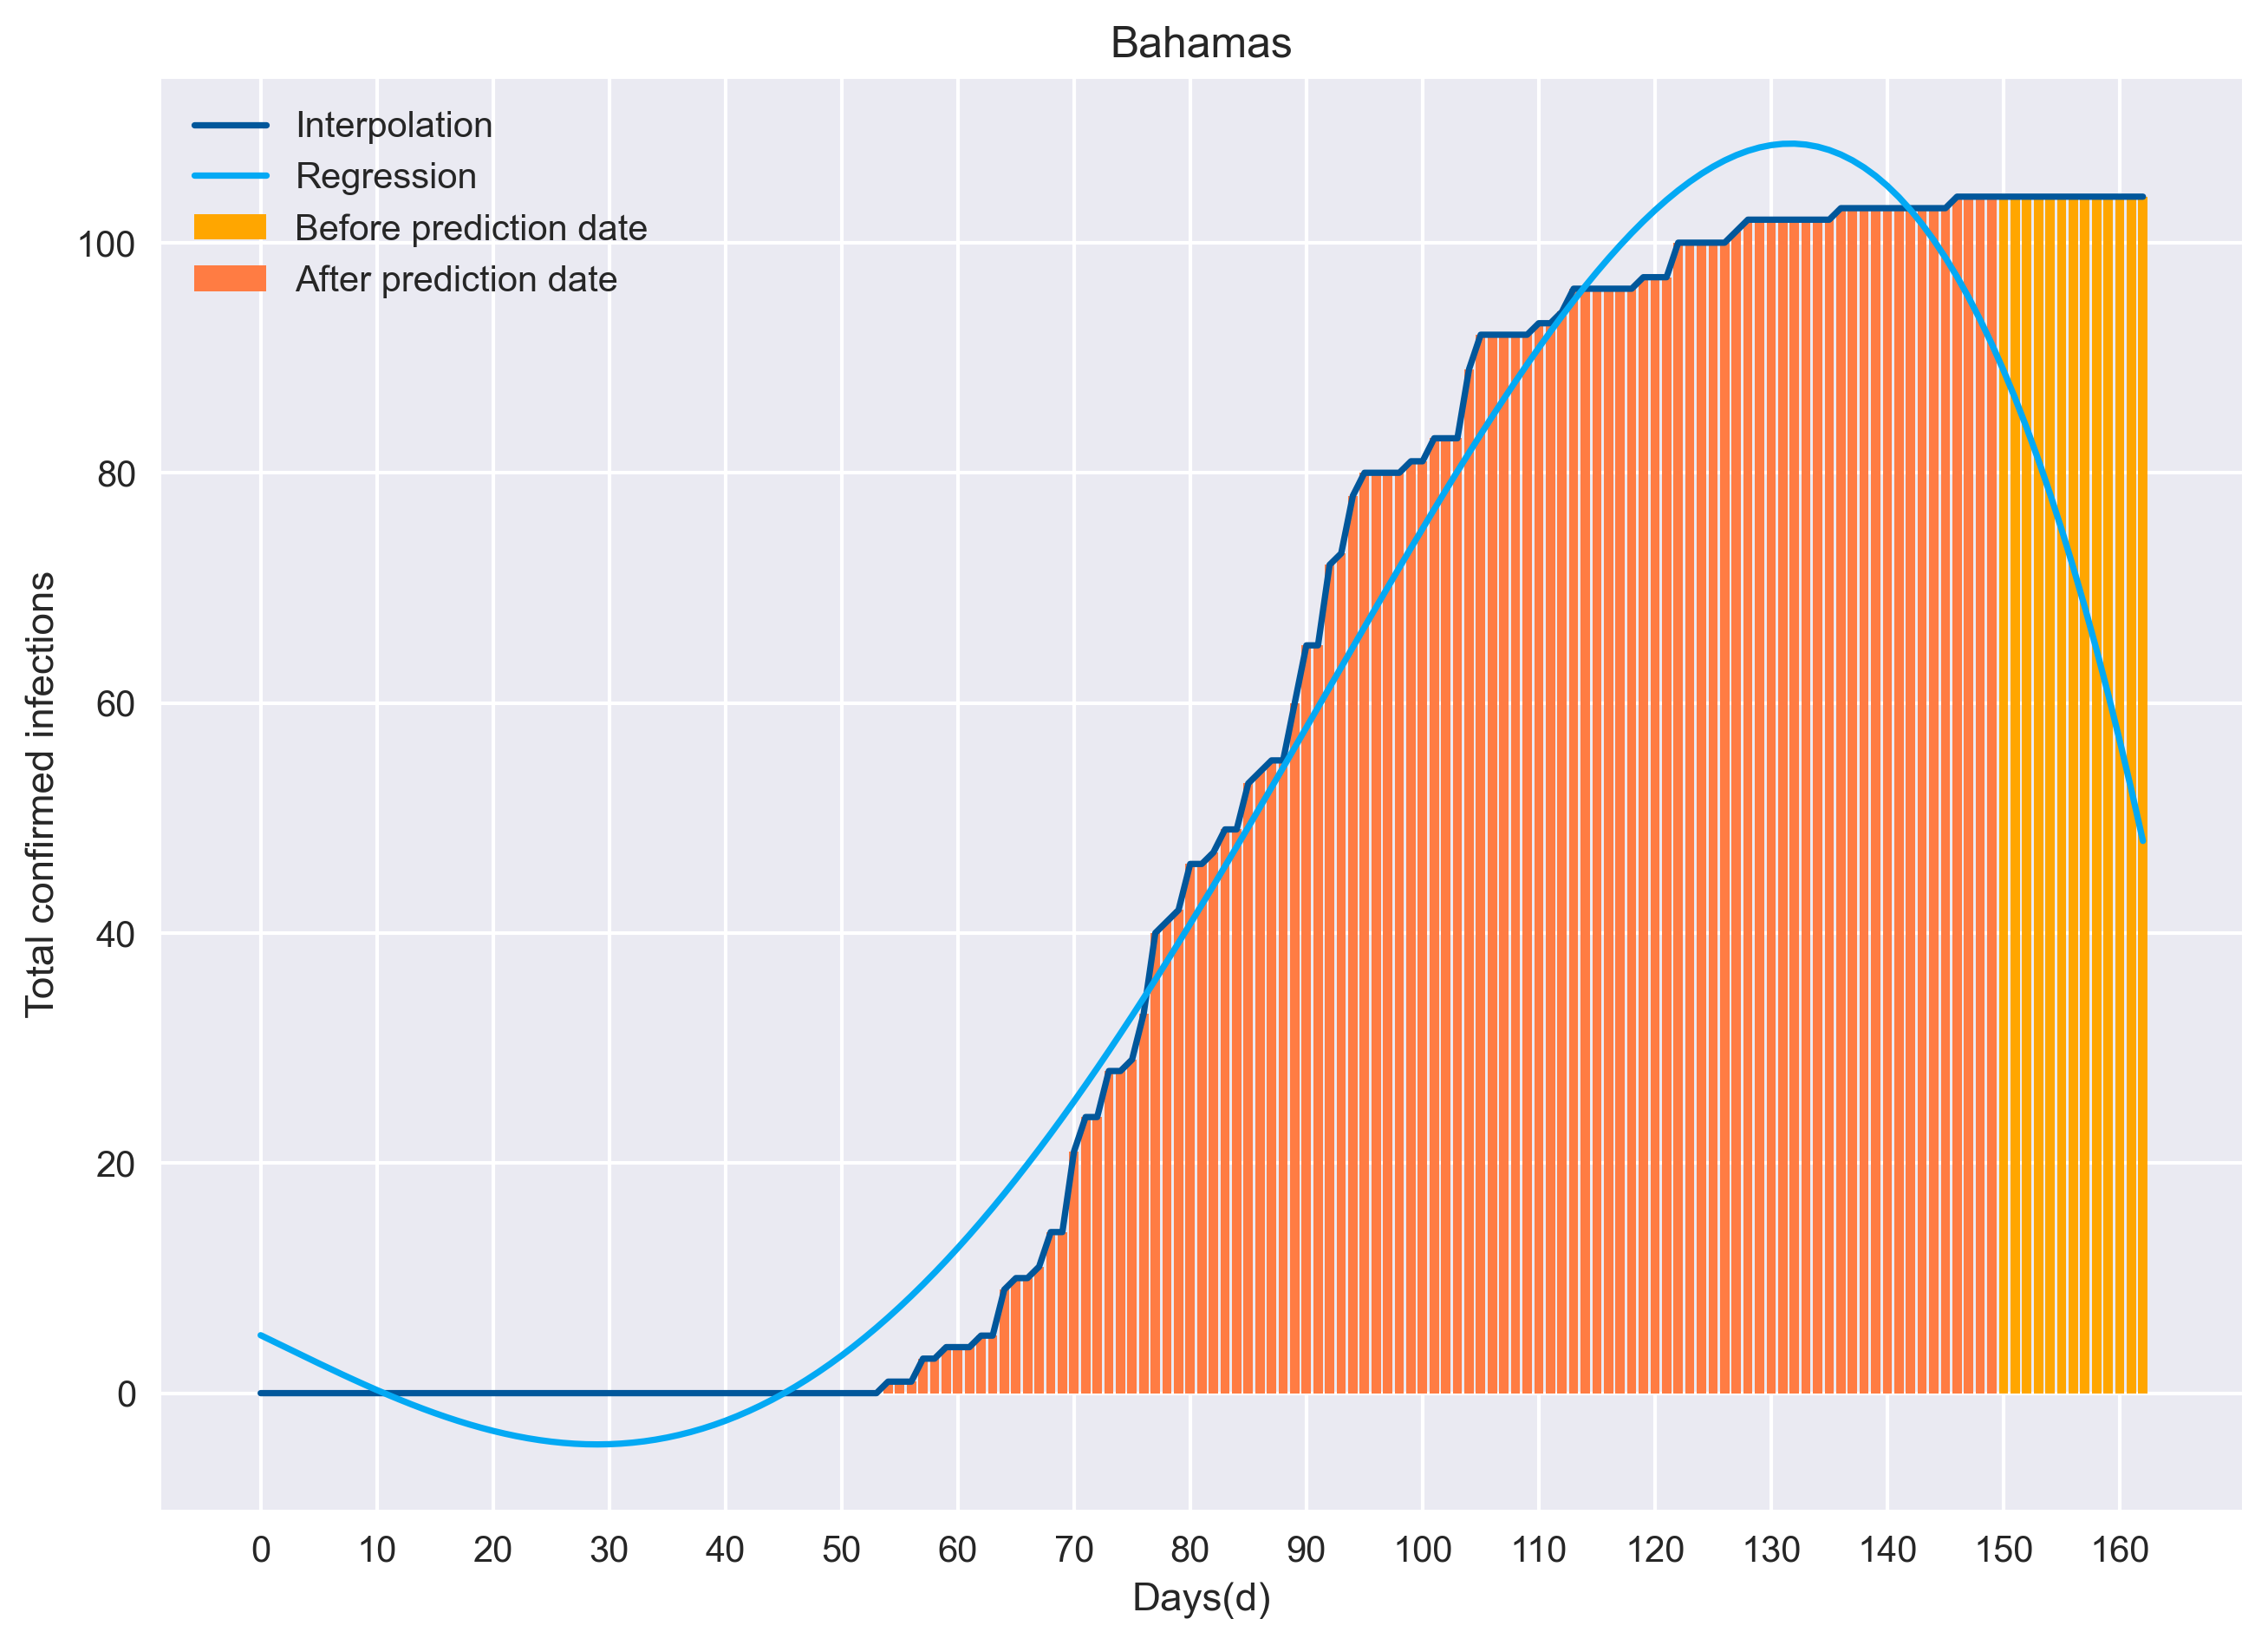 Bahamas
Interpolation
Regression
Before prediction date
After prediction date
Total confirmed infections
100
80
60
40
20
0
0 10 20 30 40 50 60 70 80 90 100 110 120 130 140 150 160
Days(d)